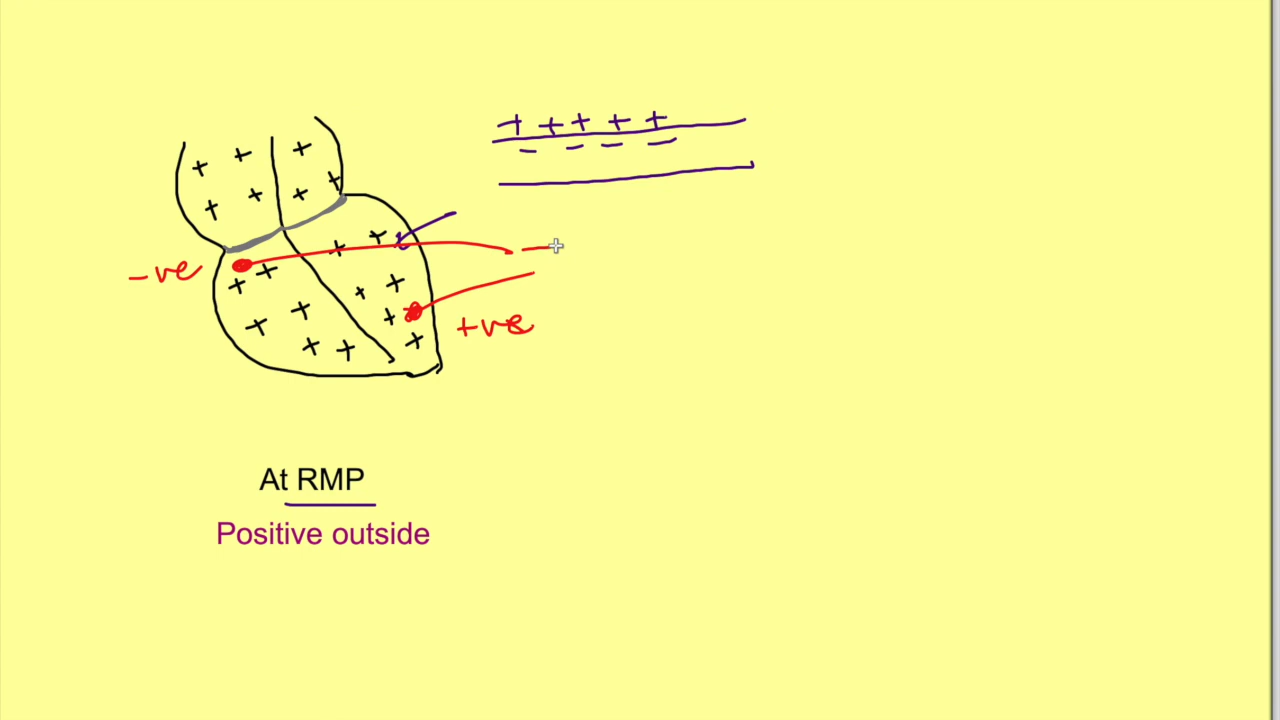 + + + + +
− − − −
+ + +
+ + + +
+ +
-ve
+ + + +
+ + +
+ + +
+ve
At RMP
Positive outside